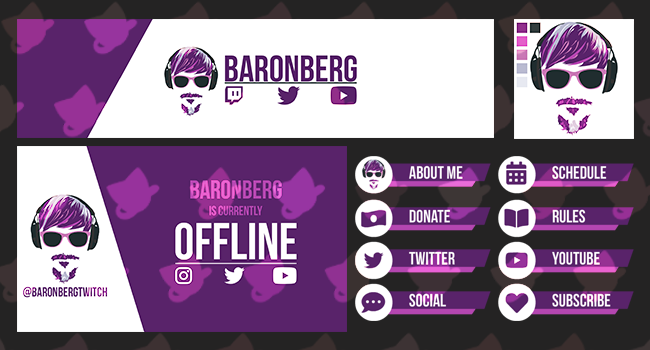 BARONBERG
BARONBERG
IS CURRENTLY
OFFLINE
@BARONBERGTWITCH
ABOUT ME
SCHEDULE
DONATE
RULES
TWITTER
YOUTUBE
SOCIAL
SUBSCRIBE